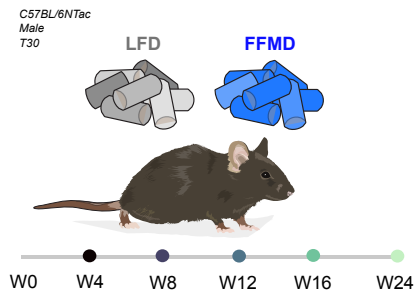 C57BL/6NTac
Male
T30
LFD FFMD
W0 W4 W8 W12 W16 W24